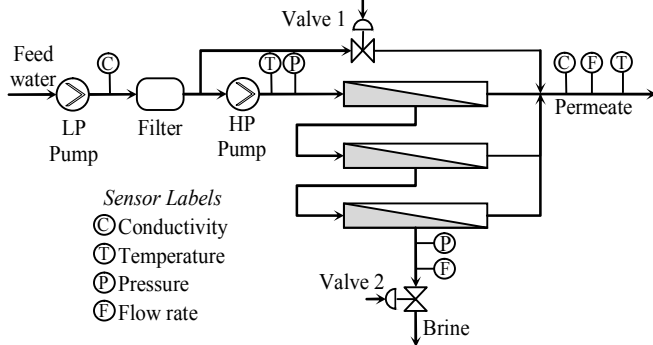 Valve 1
Feed
water
C
T
P
C
F
T
LP
Pump
Filter
HP
Pump
Permeate
Sensor Labels
C Conductivity
T Temperature
P Pressure
F Flow rate
P
F
Valve 2
Brine